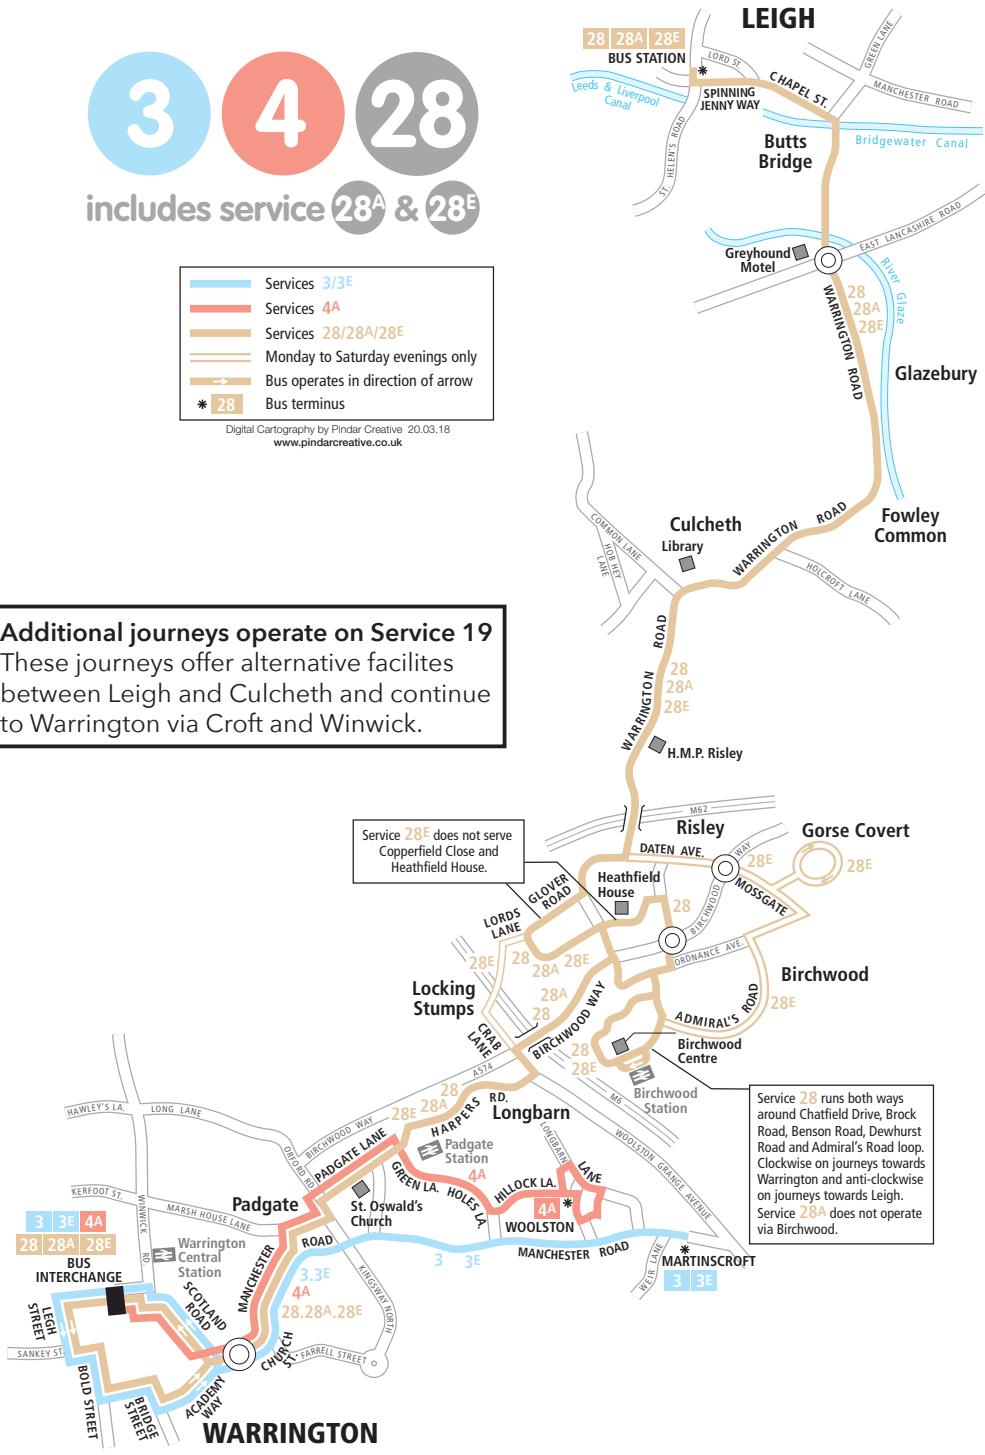 LEIGH
28 28A 28E
BUS STATION
LORD ST.
SPINNING
JENNY WAY
CHAPEL ST.
GREEN LANE
MANCHESTER ROAD
Leeds & Liverpool
Canal
Butts
Bridge
Bridgewater Canal
ST. HELEN'S ROAD
3 4 28
includes service 28A & 28E
Services 3/3E
Services 4A
Services 28/28A/28E
Monday to Saturday evenings only
Bus operates in direction of arrow
* 28 Bus terminus
Digital Cartography by Pindar Creative 20.03.18
www.pindarcreative.co.uk
Greyhound
Motel
EAST LANCASHIRE ROAD
River Glaze
WARRINGTON ROAD
28
28A
28E
Glazebury
Fowley
Common
Culcheth
Library
WARRINGTON ROAD
COMMON LANE
HOB HEY
LANE
HOLCROFT LANE
Additional journeys operate on Service 19
These journeys offer alternative facilites
between Leigh and Culcheth and continue
to Warrington via Croft and Winwick.
WARRINGTON ROAD
28
28A
28E
H.M.P. Risley
M62
Risley
Gorse Covert
Service 28E does not serve
Copperfield Close and
Heathfield House.
DATEN AVE.
BIRCHWOOD WAY
28E
28E
MOSSGATE
Heathfield
House
GLOVER
ROAD
LORDS
LANE
28
ORDNANCE AVE.
28E
28
28A
28E
Birchwood
Locking
Stumps
28A
28
BIRCHWOOD WAY
ADMIRAL'S ROAD
28E
CRAB
LANE
Birchwood
Centre
28
28E
Birchwood
Station
A574
M6
Service 28 runs both ways
around Chatfield Drive, Brock
Road, Benson Road, Dewhurst
Road and Admiral's Road loop.
Clockwise on journeys towards
Warrington and anti-clockwise
on journeys towards Leigh.
Service 28A does not operate
via Birchwood.
HAWLEY'S LA.
LONG LANE
BIRCHWOOD WAY
28
28A
28E
HARPERS RD.
Longbarn
LONGBARN
LANE
WOOLSTON GRANGE AVENUE
ORFORD RD.
PADGATE LANE
Padgate
Station
4A
GREEN LA.
HOLES LA.
HILLOCK LA.
4A
WOOLSTON
KERFOOT ST.
MARSH HOUSE LANE
WINWICK RD.
Padgate
St. Oswald's
Church
3 3E 4A
28 28A 28E
BUS
INTERCHANGE
Warrington
Central
Station
MANCHESTER ROAD
3 3E
MANCHESTER ROAD
WEIR LANE
MARTINSCROFT
3 3E
3.3E
4A
28.28A.28E
KINGSWAY NORTH
SCOTLAND
ROAD
LEGH
STREET
SANKEY ST.
CHURCH
ST.
FARRELL STREET
BOLD STREET
BRIDGE
STREET
ACADEMY
WAY
WARRINGTON